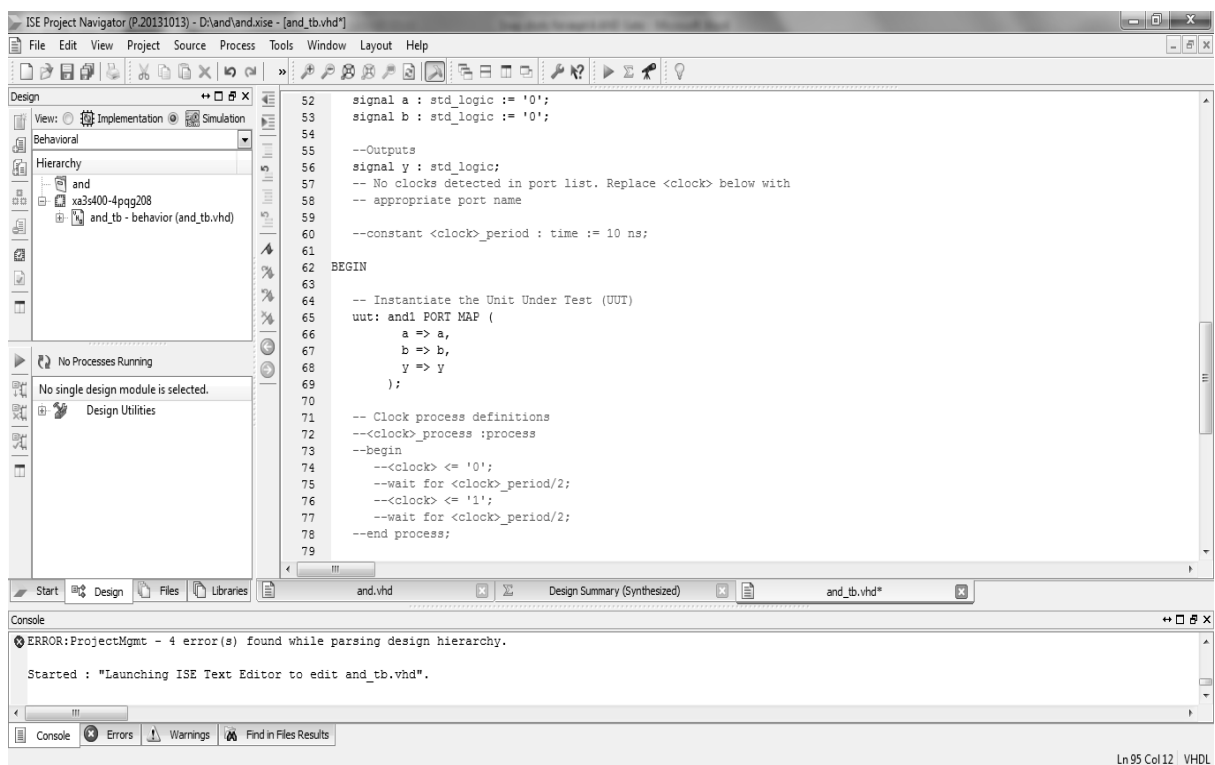 ISE Project Navigator (P.20131013) - D:\and\and.xise - [and_tb.vhd*]
File Edit View Project Source Process Tools Window Layout Help
Design
View: Implementation Simulation
Behavioral
Hierarchy
and
xa3s400-4pqg208
and_tb - behavior (and_tb.vhd)
No Processes Running
No single design module is selected.
Design Utilities
52 signal a : std_logic := '0';
53 signal b : std_logic := '0';
54
55 --Outputs
56 signal y : std_logic;
57 -- No clocks detected in port list. Replace <clock> below with
58 -- appropriate port name
59
60 --constant <clock>_period : time := 10 ns;
61
62 BEGIN
63
64 -- Instantiate the Unit Under Test (UUT)
65 uut: and1 PORT MAP (
66 a => a,
67 b => b,
68 y => y
69 );
70
71 -- Clock process definitions
72 --<clock>_process :process
73 --begin
74 --<clock> <= '0';
75 --wait for <clock>_period/2;
76 --<clock> <= '1';
77 --wait for <clock>_period/2;
78 --end process;
79
Start Design Files Libraries
and.vhd Design Summary (Synthesized) and_tb.vhd*
Console
ERROR:ProjectMgmt - 4 error(s) found while parsing design hierarchy.
Started : "Launching ISE Text Editor to edit and_tb.vhd".
Console Errors Warnings Find in Files Results
Ln 95 Col 12 VHDL